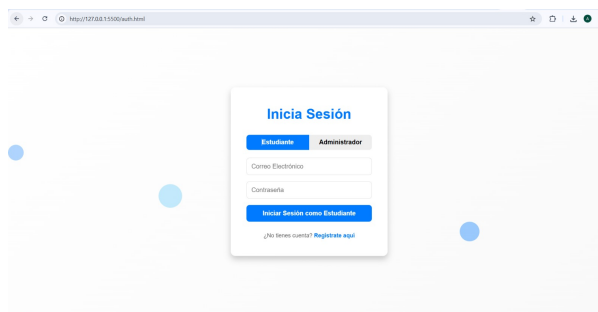 http://127.0.0.1:5500/auth.html
A
Inicia Sesión
Estudiante Administrador
Correo Electrónico
Contraseña
Iniciar Sesión como Estudiante
¿No tienes cuenta? Regístrate aquí